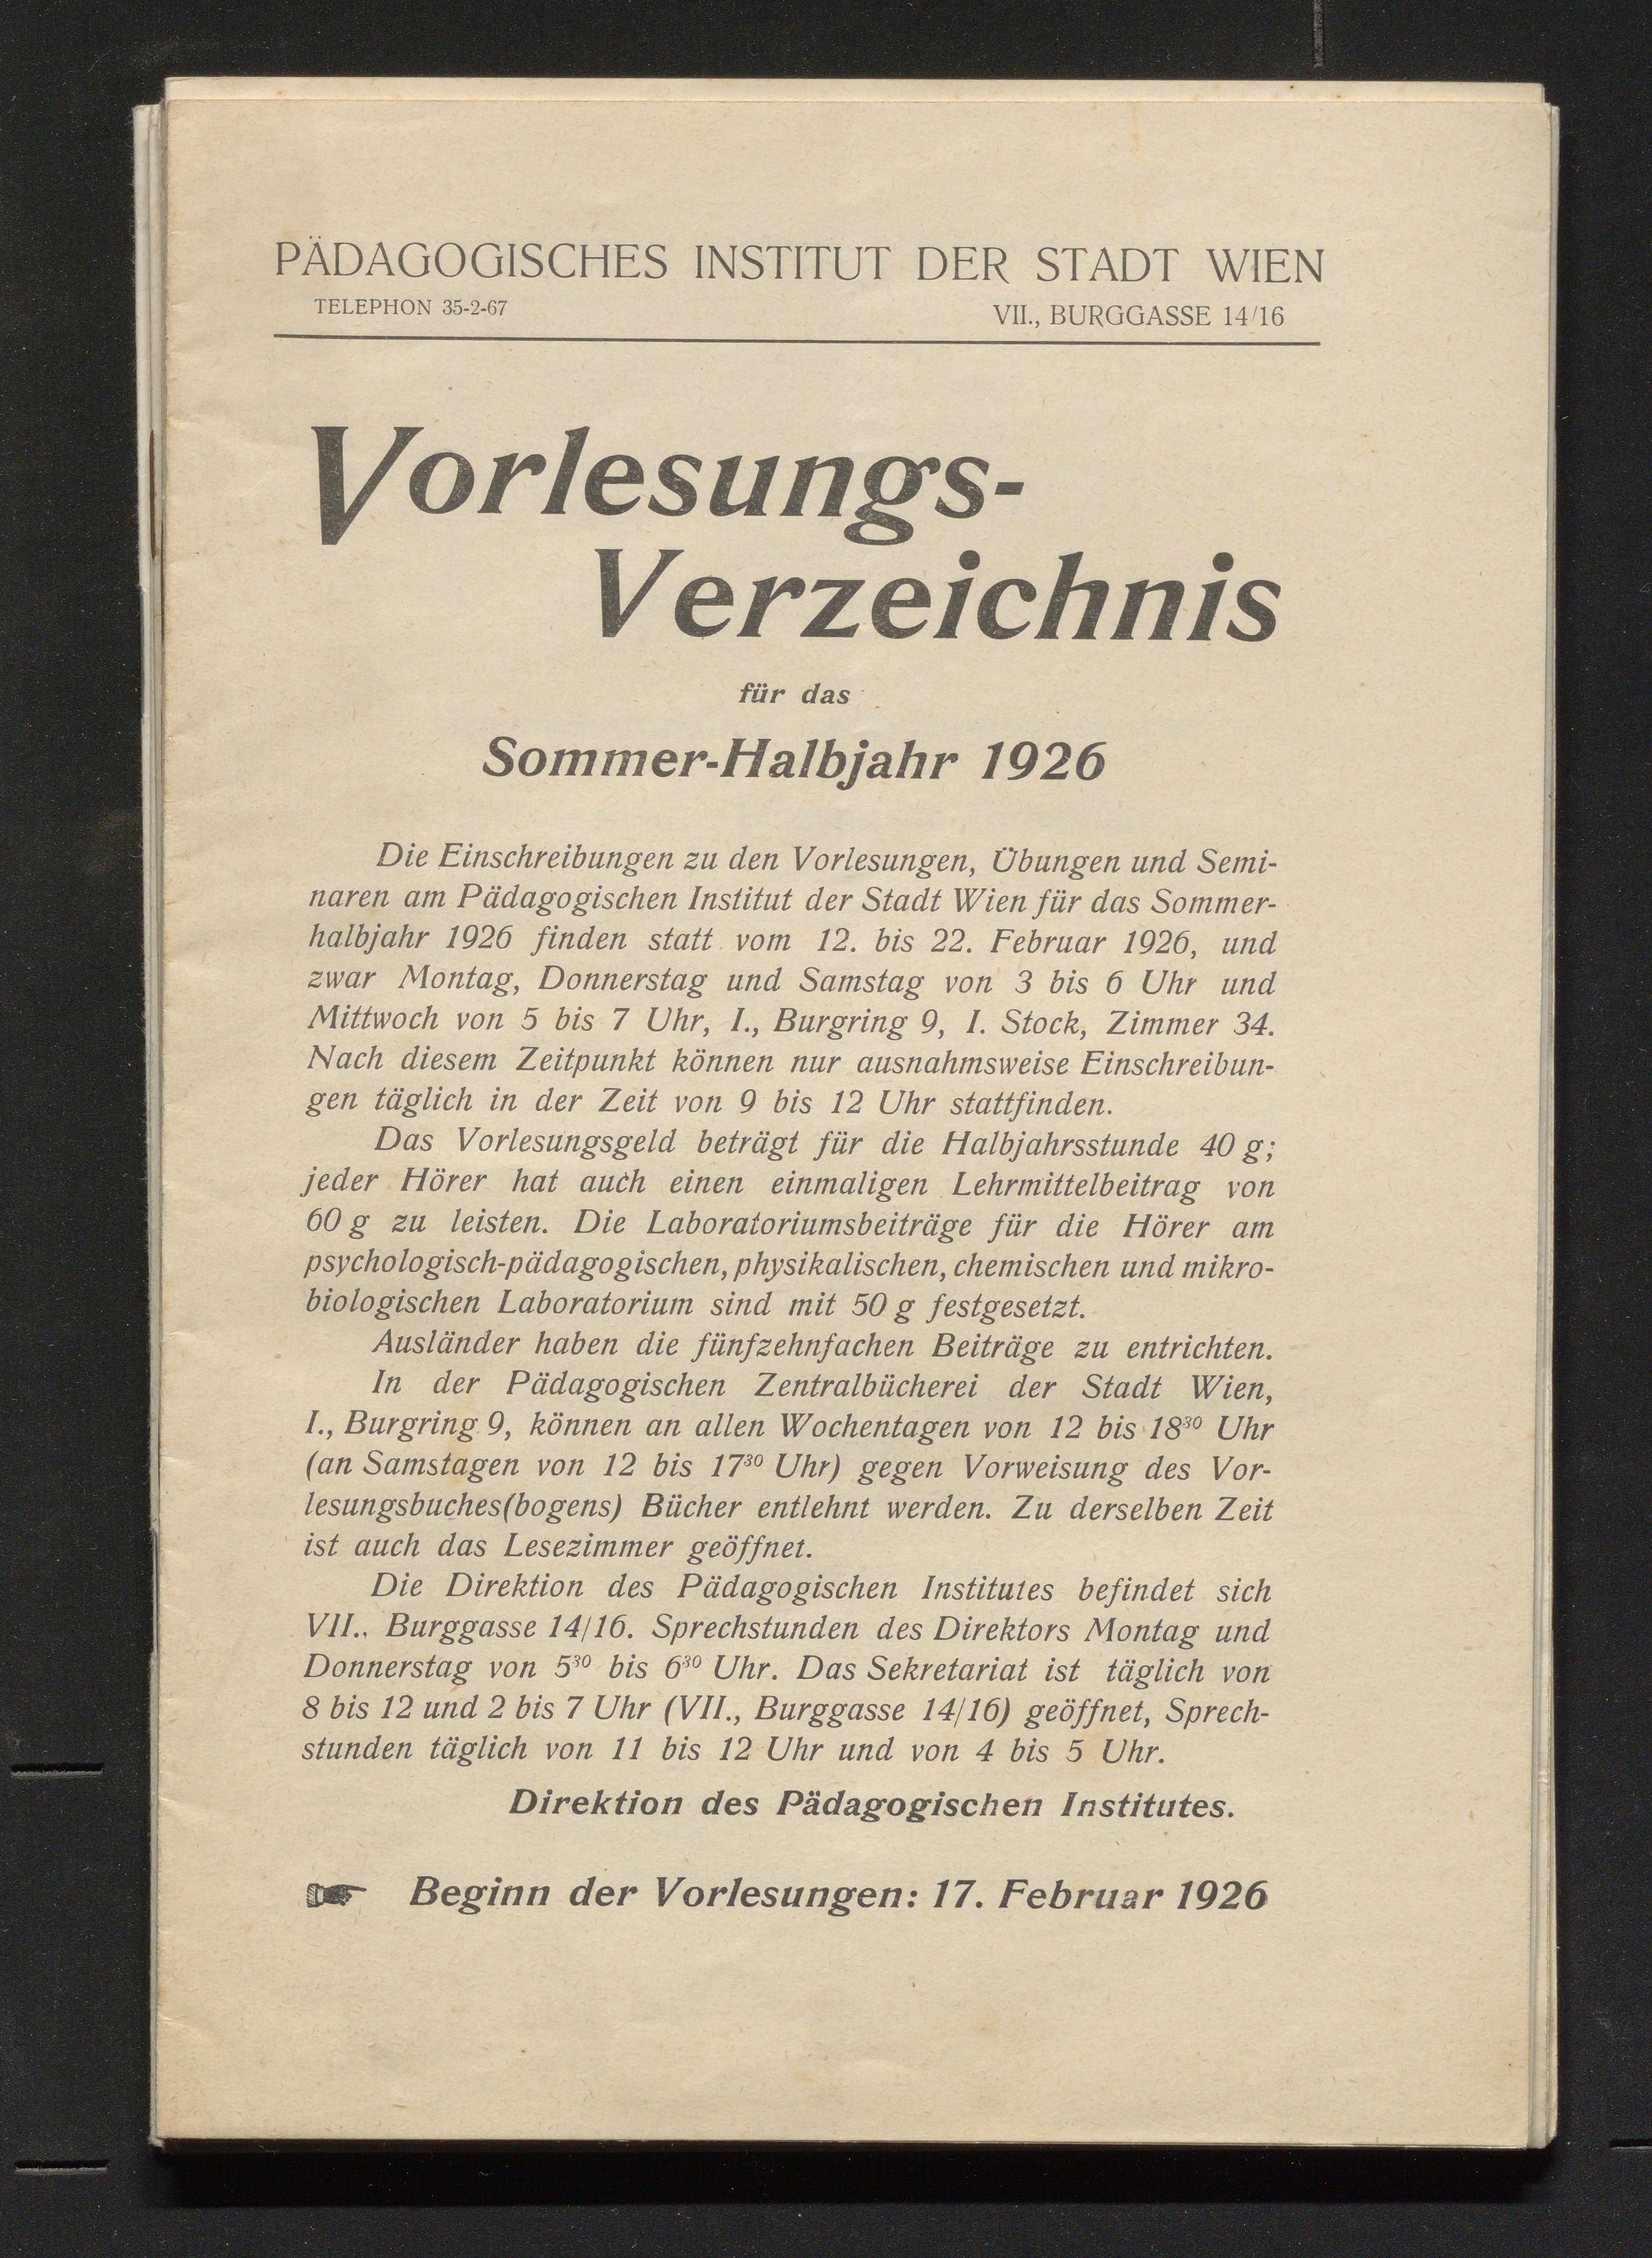 PÄDAGOGISCHES INSTITUT DER STADT WIEN
TELEPHON 35-2-67
VII., BURGGASSE 14/16
Vorlesungs-
Verzeichnis
für das
Sommer-Halbjahr 1926
Die Einschreibungen zu den Vorlesungen, Übungen und Semi-
naren am Pädagogischen Institut der Stadt Wien für das Sommer-
halbjahr 1926 finden statt vom 12. bis 22. Februar 1926, und
zwar Montag, Donnerstag und Samstag von 3 bis 6 Uhr und
Mittwoch von 5 bis 7 Uhr, I., Burgring 9, I. Stock, Zimmer 34.
Nach diesem Zeitpunkt können nur ausnahmsweise Einschreibun-
gen täglich in der Zeit von 9 bis 12 Uhr stattfinden.
Das Vorlesungsgeld beträgt für die Halbjahrsstunde 40 g;
jeder Hörer hat auch einen einmaligen Lehrmittelbeitrag von
60 g zu leisten. Die Laboratoriumsbeiträge für die Hörer am
psychologisch-pädagogischen, physikalischen, chemischen und mikro-
biologischen Laboratorium sind mit 50 g festgesetzt.
Ausländer haben die fünfzehnfachen Beiträge zu entrichten.
In der Pädagogischen Zentralbücherei der Stadt Wien,
I., Burgring 9, können an allen Wochentagen von 12 bis 18³⁰ Uhr
(an Samstagen von 12 bis 17³⁰ Uhr) gegen Vorweisung des Vor-
lesungsbuches(bogens) Bücher entlehnt werden. Zu derselben Zeit
ist auch das Lesezimmer geöffnet.
Die Direktion des Pädagogischen Institutes befindet sich
VII., Burggasse 14/16. Sprechstunden des Direktors Montag und
Donnerstag von 5³⁰ bis 6³⁰ Uhr. Das Sekretariat ist täglich von
8 bis 12 und 2 bis 7 Uhr (VII., Burggasse 14/16) geöffnet, Sprech-
stunden täglich von 11 bis 12 Uhr und von 4 bis 5 Uhr.
Direktion des Pädagogischen Institutes.
☛ Beginn der Vorlesungen: 17. Februar 1926